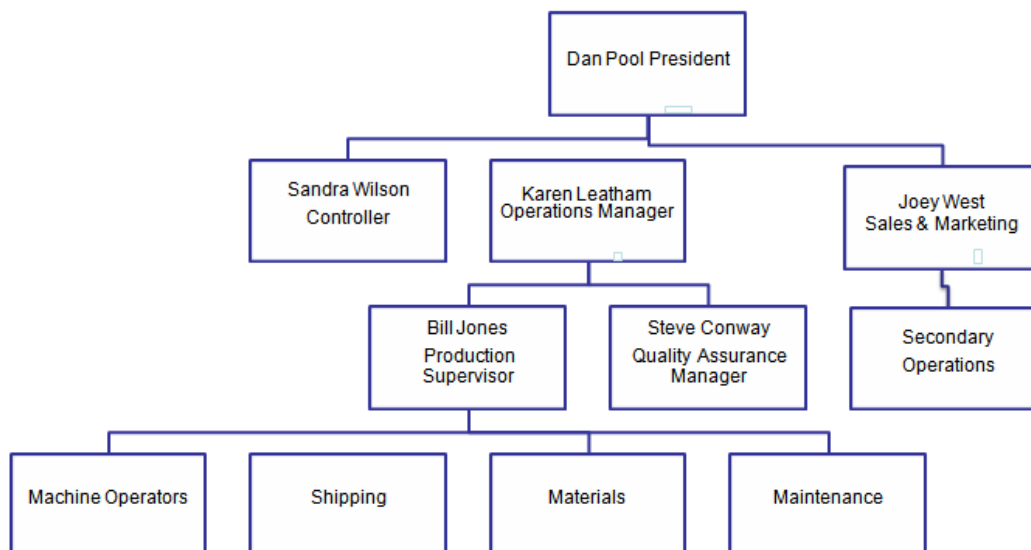 Dan Pool President
Sandra Wilson
Controller
Karen Leatham
Operations Manager
Joey West
Sales & Marketing
Bill Jones
Production
Supervisor
Steve Conway
Quality Assurance
Manager
Secondary
Operations
Machine Operators
Shipping
Materials
Maintenance